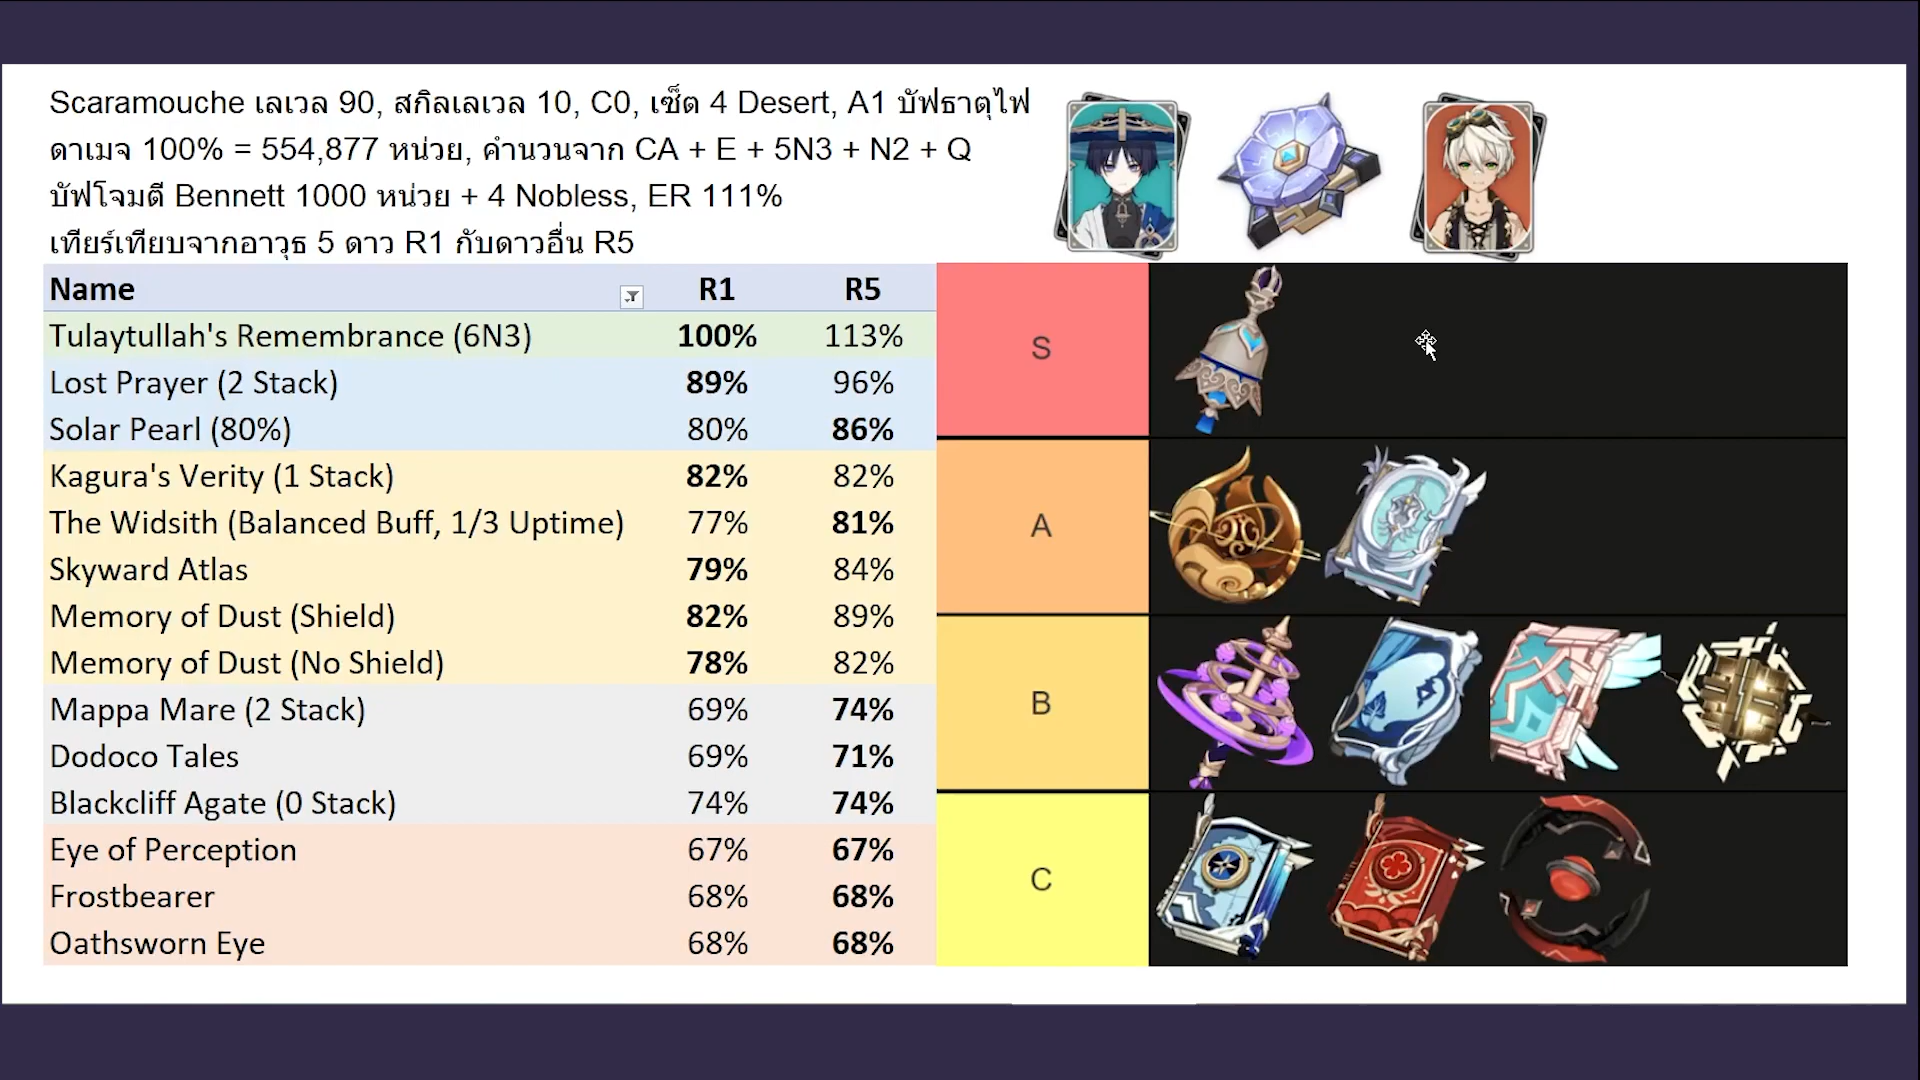 Scaramouche เลเวล 90, สกิลเลเวล 10, C0, เซ็ต 4 Desert, A1 บัฟธาตุไฟ
ดาเมจ 100% = 554,877 หน่วย, คำนวนจาก CA + E + 5N3 + N2 + Q
บัฟโจมตี Bennett 1000 หน่วย + 4 Nobless, ER 111%
เทียร์เทียบจากอาวุธ 5 ดาว R1 กับดาวอื่น R5
Name R1 R5
Tulaytullah's Remembrance (6N3) 100% 113%
Lost Prayer (2 Stack) 89% 96%
Solar Pearl (80%) 80% 86%
Kagura's Verity (1 Stack) 82% 82%
The Widsith (Balanced Buff, 1/3 Uptime) 77% 81%
Skyward Atlas 79% 84%
Memory of Dust (Shield) 82% 89%
Memory of Dust (No Shield) 78% 82%
Mappa Mare (2 Stack) 69% 74%
Dodoco Tales 69% 71%
Blackcliff Agate (0 Stack) 74% 74%
Eye of Perception 67% 67%
Frostbearer 68% 68%
Oathsworn Eye 68% 68%
S
A
B
C